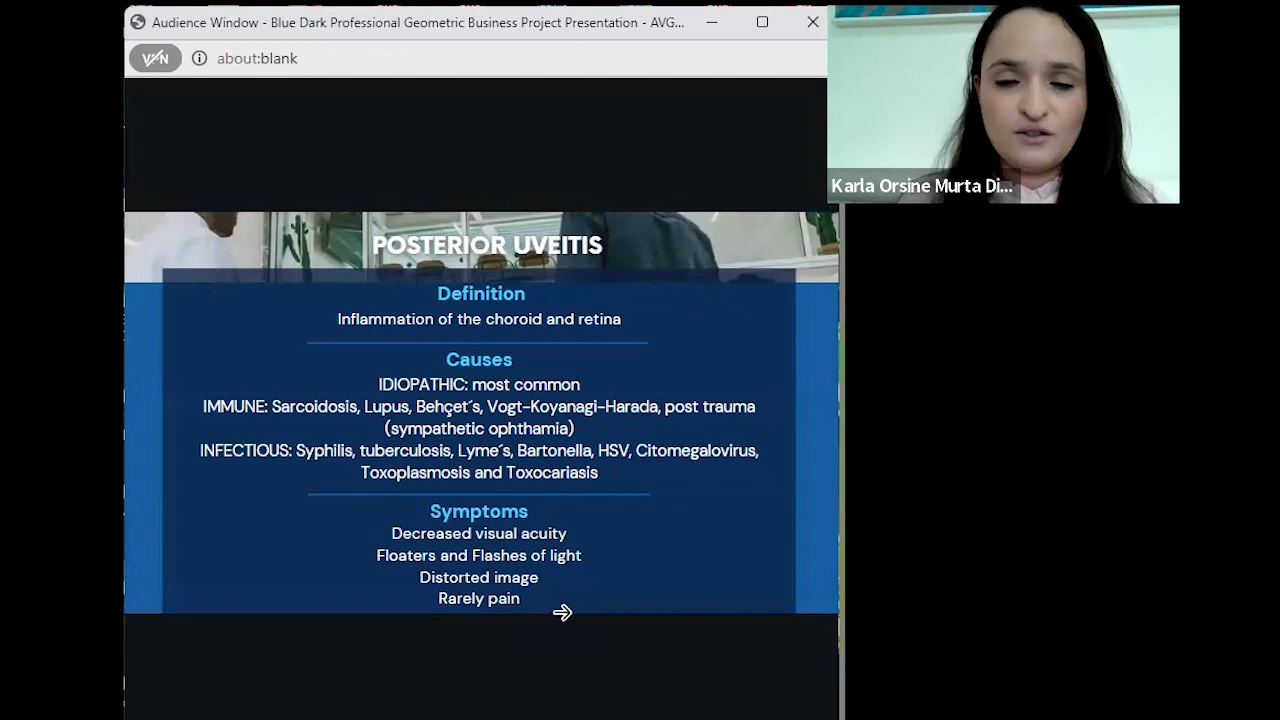 Audience Window - Blue Dark Professional Geometric Business Project Presentation - AVG...
VPN
about:blank
Karla Orsine Murta Di...
POSTERIOR UVEITIS
Definition
Inflammation of the choroid and retina
Causes
IDIOPATHIC: most common
IMMUNE: Sarcoidosis, Lupus, Behçet´s, Vogt-Koyanagi-Harada, post trauma
(sympathetic ophthamia)
INFECTIOUS: Syphilis, tuberculosis, Lyme´s, Bartonella, HSV, Citomegalovirus,
Toxoplasmosis and Toxocariasis
Symptoms
Decreased visual acuity
Floaters and Flashes of light
Distorted image
Rarely pain